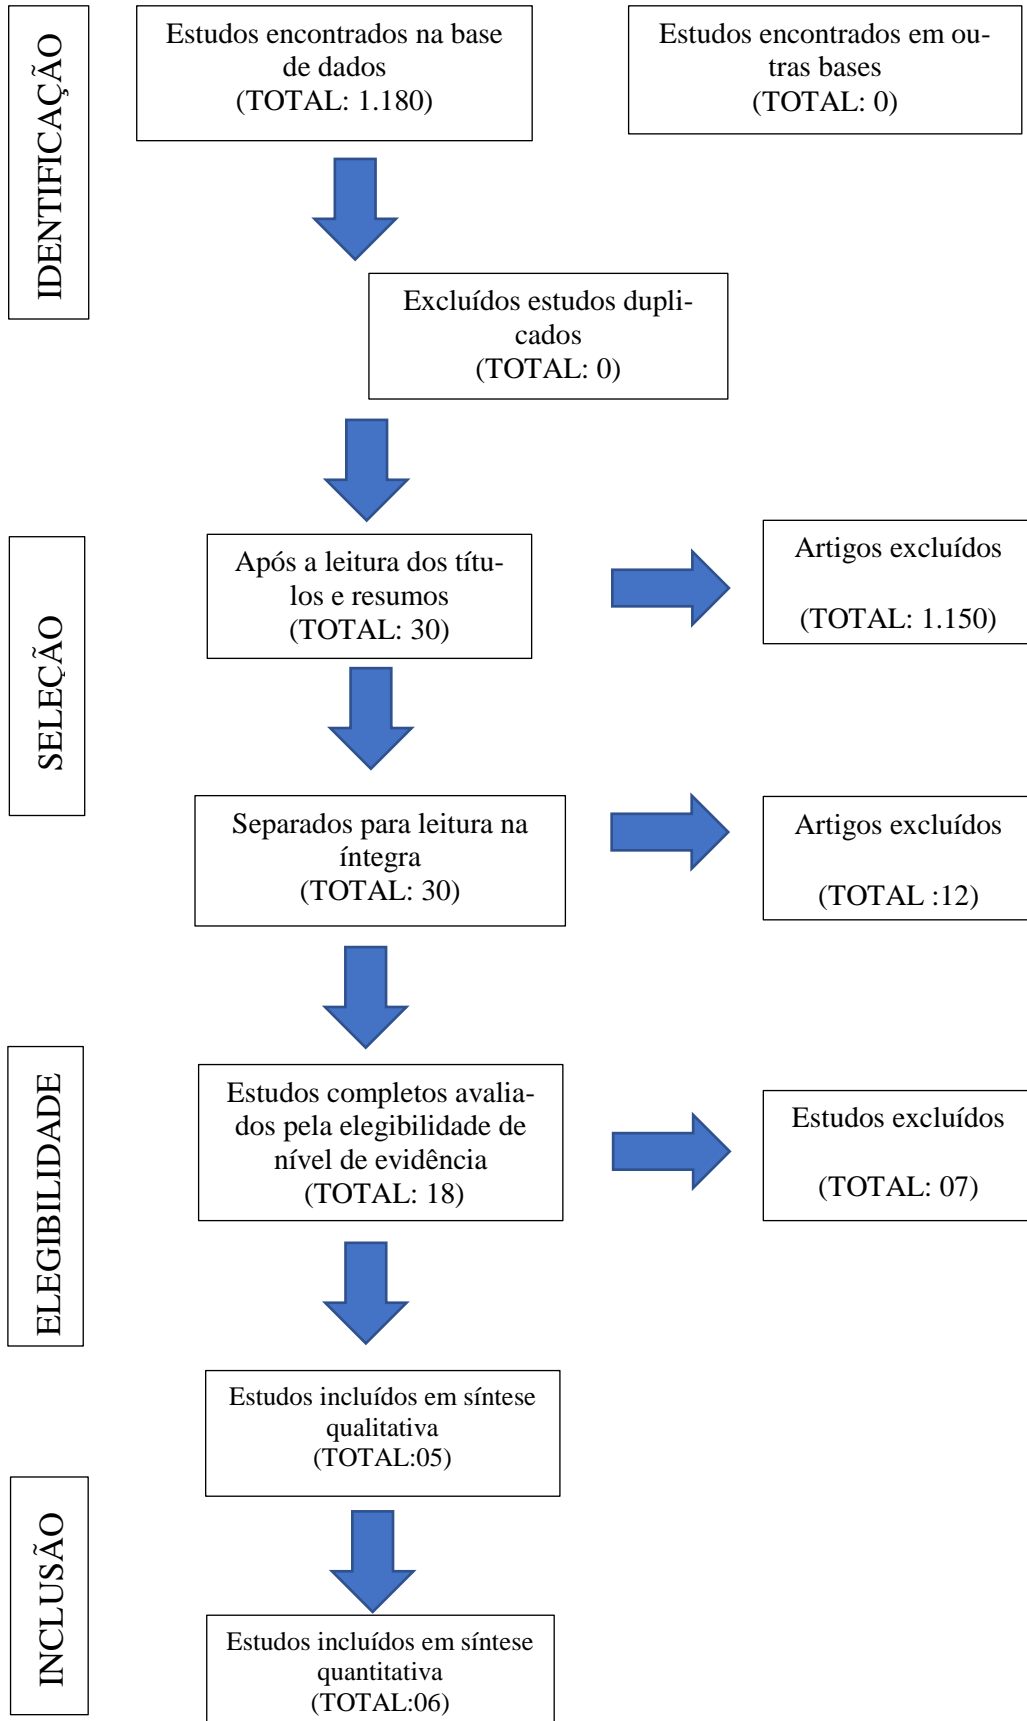 IDENTIFICAÇÃO
Estudos encontrados na base
de dados
(TOTAL: 1.180)
Estudos encontrados em ou-
tras bases
(TOTAL: 0)
Excluídos estudos dupli-
cados
(TOTAL: 0)
SELEÇÃO
Após a leitura dos títu-
los e resumos
(TOTAL: 30)
Artigos excluídos
(TOTAL: 1.150)
Separados para leitura na
íntegra
(TOTAL: 30)
Artigos excluídos
(TOTAL :12)
ELEGIBILIDADE
Estudos completos avalia-
dos pela elegibilidade de
nível de evidência
(TOTAL: 18)
Estudos excluídos
(TOTAL: 07)
Estudos incluídos em síntese
qualitativa
(TOTAL:05)
INCLUSÃO
Estudos incluídos em síntese
quantitativa
(TOTAL:06)